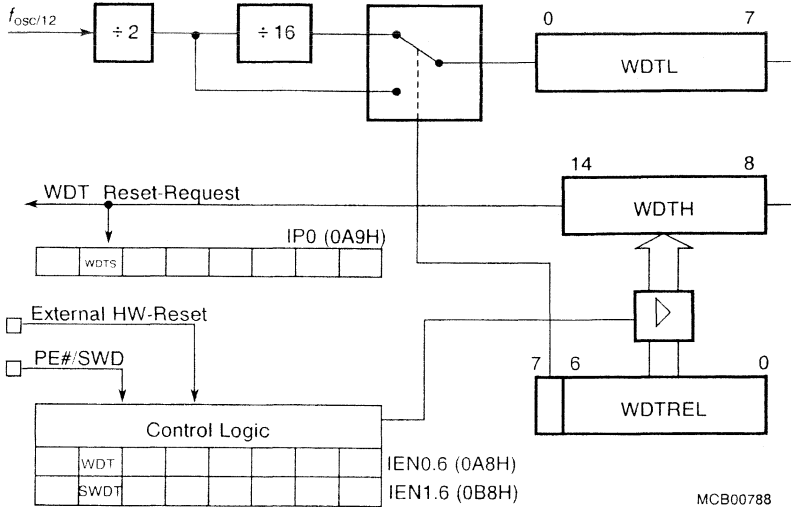 fosc/12
÷ 2
÷ 16
0 7
WDTL
14 8
WDTH
WDT Reset-Request
IP0 (0A9H)
WDTS
External HW-Reset
PE#/SWD
7 6 0
WDTREL
Control Logic
WDT
IEN0.6 (0A8H)
SWDT
IEN1.6 (0B8H)
MCB00788